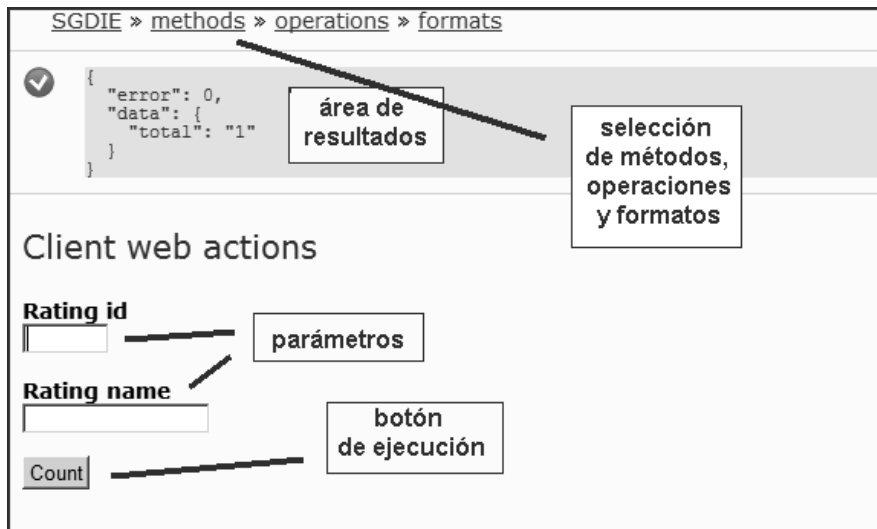 SGDIE » methods » operations » formats
{
"error": 0,
"data": {
"total": "1"
}
}
área de
resultados
selección
de métodos,
operaciones
y formatos
Client web actions
Rating id
parámetros
Rating name
botón
de ejecución
Count